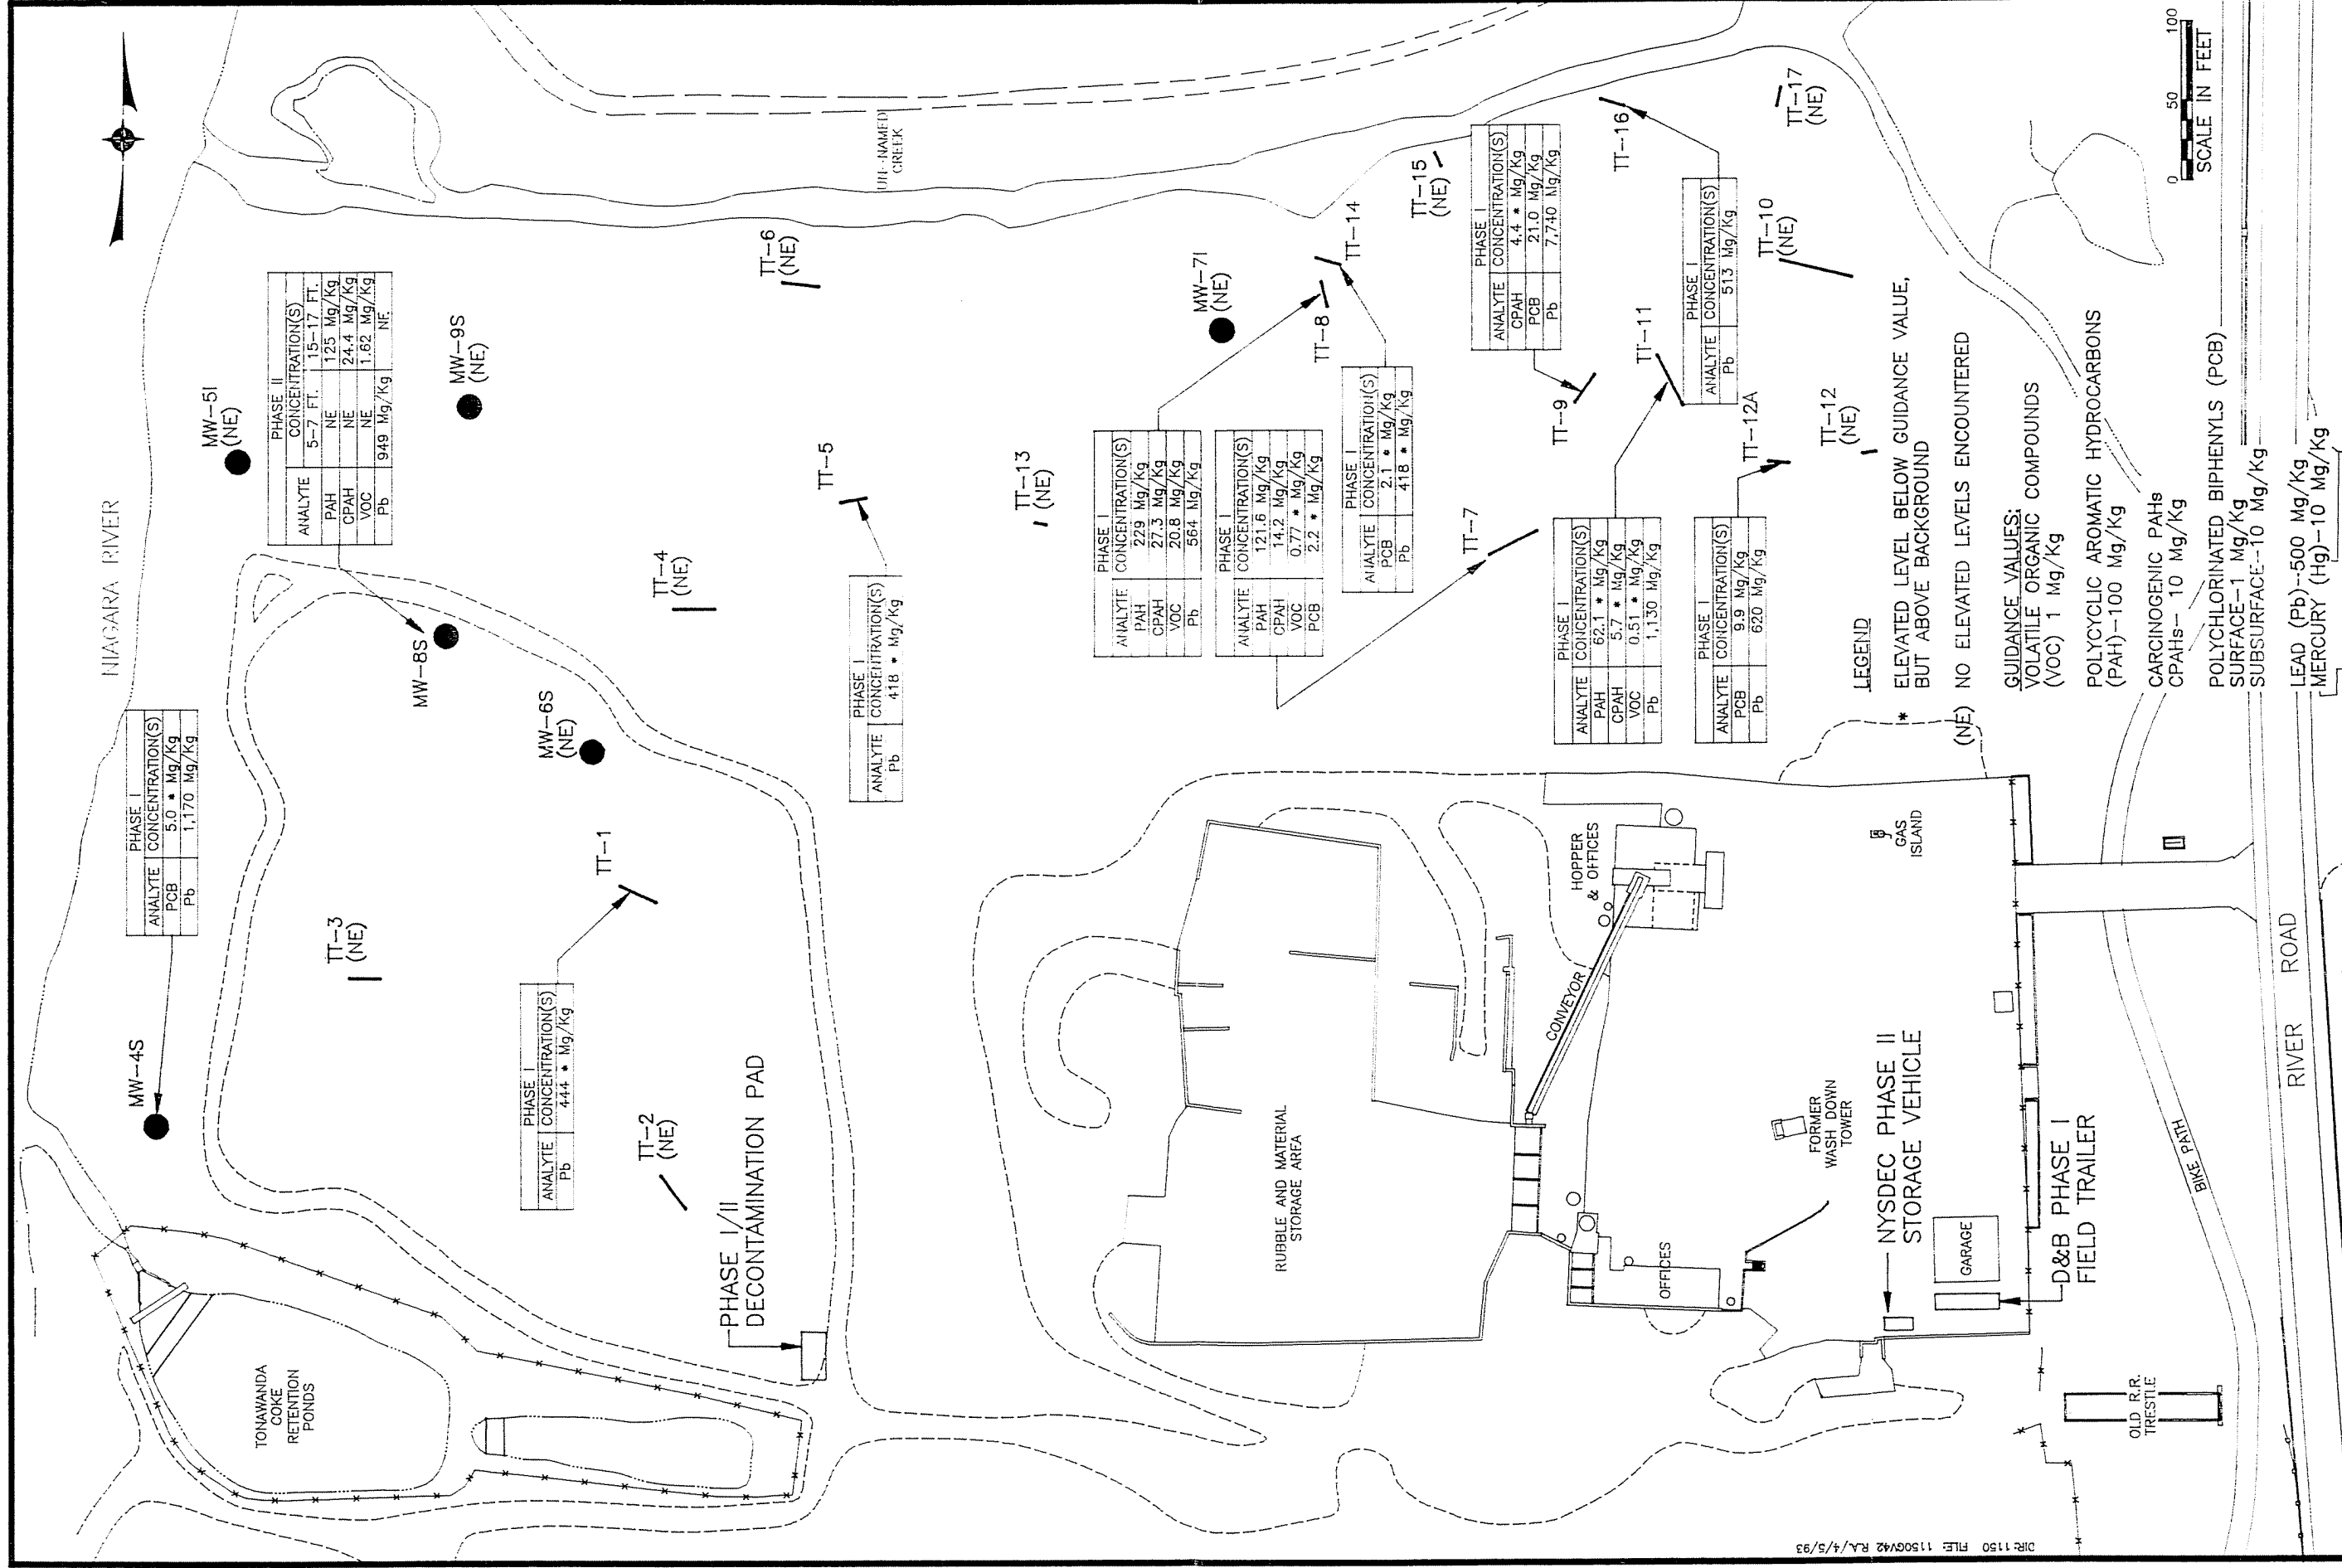 NIAGARA RIVER
MW-5I
(NE)
PHASE II
ANALYTE CONCENTRATION(S)
5-7 FT. 15-17 FT.
PAH NE 125 Mg/Kg
CPAH NE 24.4 Mg/Kg
VOC NE 1.62 Mg/Kg
Pb 949 Mg/Kg NE
MW-9S
(NE)
MW-8S
MW-6S
(NE)
PHASE I
ANALYTE CONCENTRATION(S)
PCB 5.0 * Mg/Kg
Pb 1,170 Mg/Kg
MW-4S
TT-3
(NE)
TT-1
PHASE I
ANALYTE CONCENTRATION(S)
Pb 444 * Mg/Kg
TT-2
(NE)
PHASE I/II
DECONTAMINATION PAD
TONAWANDA
COKE
RETENTION
PONDS
UN-NAMED
CREEK
TT-6
(NE)
TT-4
(NE)
TT-5
PHASE I
ANALYTE CONCENTRATION(S)
Pb 418 * Mg/Kg
TT-13
(NE)
MW-7I
(NE)
TT-8
TT-14
PHASE I
ANALYTE CONCENTRATION(S)
PAH 229 Mg/Kg
CPAH 27.3 Mg/Kg
VOC 20.8 Mg/Kg
Pb 564 Mg/Kg
PHASE I
ANALYTE CONCENTRATION(S)
PAH 121.6 Mg/Kg
CPAH 14.2 Mg/Kg
VOC 0.77 * Mg/Kg
PCB 2.2 * Mg/Kg
PHASE I
ANALYTE CONCENTRATION(S)
PCB 2.1 * Mg/Kg
Pb 418 * Mg/Kg
TT-7
TT-15
(NE)
PHASE I
ANALYTE CONCENTRATION(S)
CPAH 4.4 * Mg/Kg
PCB 21.0 Mg/Kg
Pb 7,740 Mg/Kg
TT-9
TT-16
TT-11
PHASE I
ANALYTE CONCENTRATION(S)
Pb 513 Mg/Kg
PHASE I
ANALYTE CONCENTRATION(S)
PAH 62.1 * Mg/Kg
CPAH 5.7 * Mg/Kg
VOC 0.51 * Mg/Kg
Pb 1,130 Mg/Kg
PHASE I
ANALYTE CONCENTRATION(S)
PCB 9.9 Mg/Kg
Pb 620 Mg/Kg
TT-12A
TT-12
(NE)
TT-10
(NE)
TT-17
(NE)
LEGEND
* ELEVATED LEVEL BELOW GUIDANCE VALUE,
BUT ABOVE BACKGROUND
(NE) NO ELEVATED LEVELS ENCOUNTERED
GUIDANCE VALUES:
VOLATILE ORGANIC COMPOUNDS
(VOC) 1 Mg/Kg
POLYCYCLIC AROMATIC HYDROCARBONS
(PAH)-100 Mg/Kg
CARCINOGENIC PAHs
CPAHs- 10 Mg/Kg
POLYCHLORINATED BIPHENYLS (PCB)
SURFACE-1 Mg/Kg
SUBSURFACE-10 Mg/Kg
LEAD (Pb)-500 Mg/Kg
MERCURY (Hg)-10 Mg/Kg
0 50 100
SCALE IN FEET
RUBBLE AND MATERIAL
STORAGE AREA
HOPPER
& OFFICES
CONVEYOR
GAS
ISLAND
FORMER
WASH DOWN
TOWER
OFFICES
NYSDEC PHASE II
STORAGE VEHICLE
GARAGE
D&B PHASE I
FIELD TRAILER
OLD R.R.
TRESTLE
BIKE PATH
RIVER ROAD
DIR: 1150 FILE: 1150GV42 R.A./4/5/93